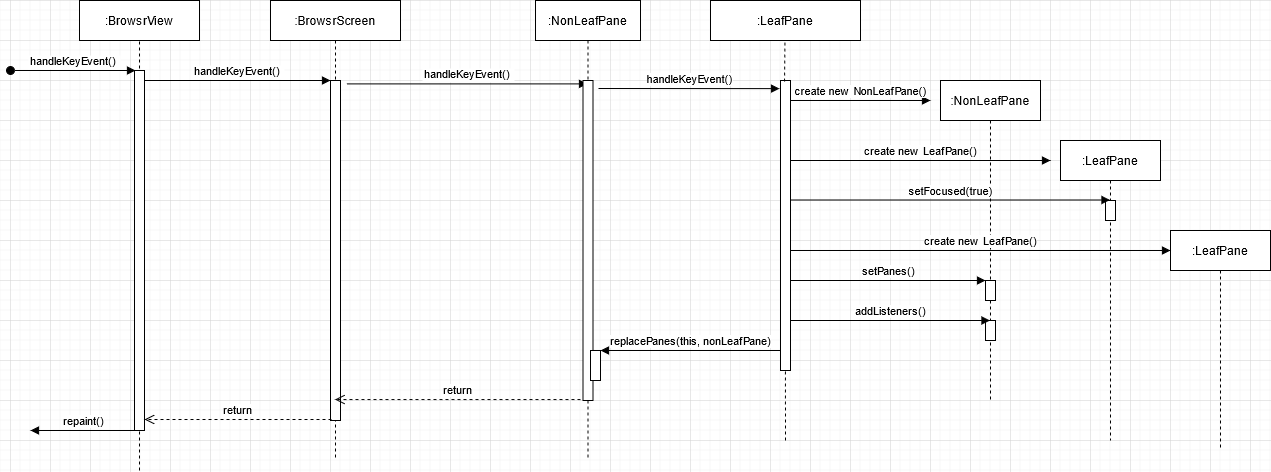 :BrowsrView
:BrowsrScreen
:NonLeafPane
:LeafPane
handleKeyEvent()
handleKeyEvent()
handleKeyEvent()
handleKeyEvent()
create new NonLeafPane()
:NonLeafPane
create new LeafPane()
:LeafPane
setFocused(true)
create new LeafPane()
:LeafPane
setPanes()
addListeners()
replacePanes(this, nonLeafPane)
return
return
repaint()